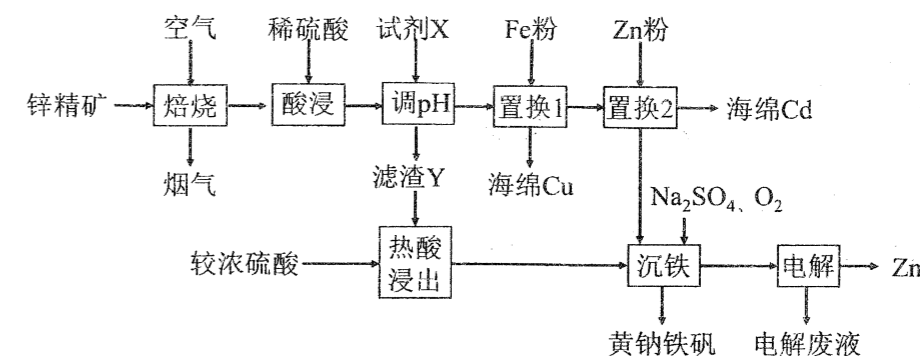 空气 稀硫酸 试剂X Fe粉 Zn粉
锌精矿 焙烧 酸浸 调pH 置换1 置换2 海绵Cd
烟气 滤渣Y 海绵Cu
Na₂SO₄、O₂
较浓硫酸 热酸浸出 沉铁 电解 Zn
黄钠铁矾 电解废液